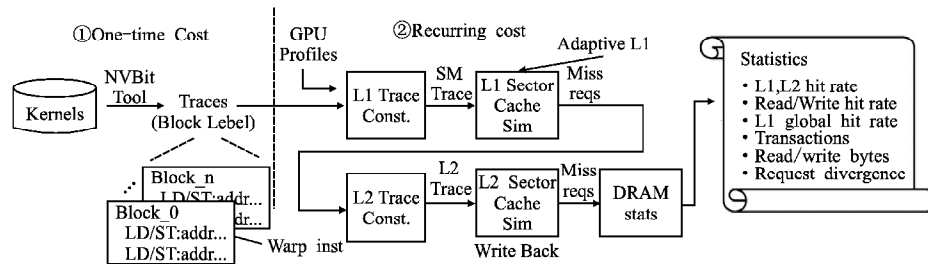 ①One-time Cost
②Recurring cost
GPU
Profiles
Adaptive L1
NVBit
Tool
Kernels
Traces
(Block Lebel)
L1 Trace
Const.
SM
Trace
L1 Sector
Cache
Sim
Miss
reqs
Block_n
LD/ST:addr...
addr...
Block_0
LD/ST:addr...
LD/ST:addr...
Warp inst
L2 Trace
Const.
L2
Trace
L2 Sector
Cache
Sim
Write Back
Miss
reqs
DRAM
stats
Statistics
• L1,L2 hit rate
• Read/Write hit rate
• L1 global hit rate
• Transactions
• Read/write bytes
• Request divergence